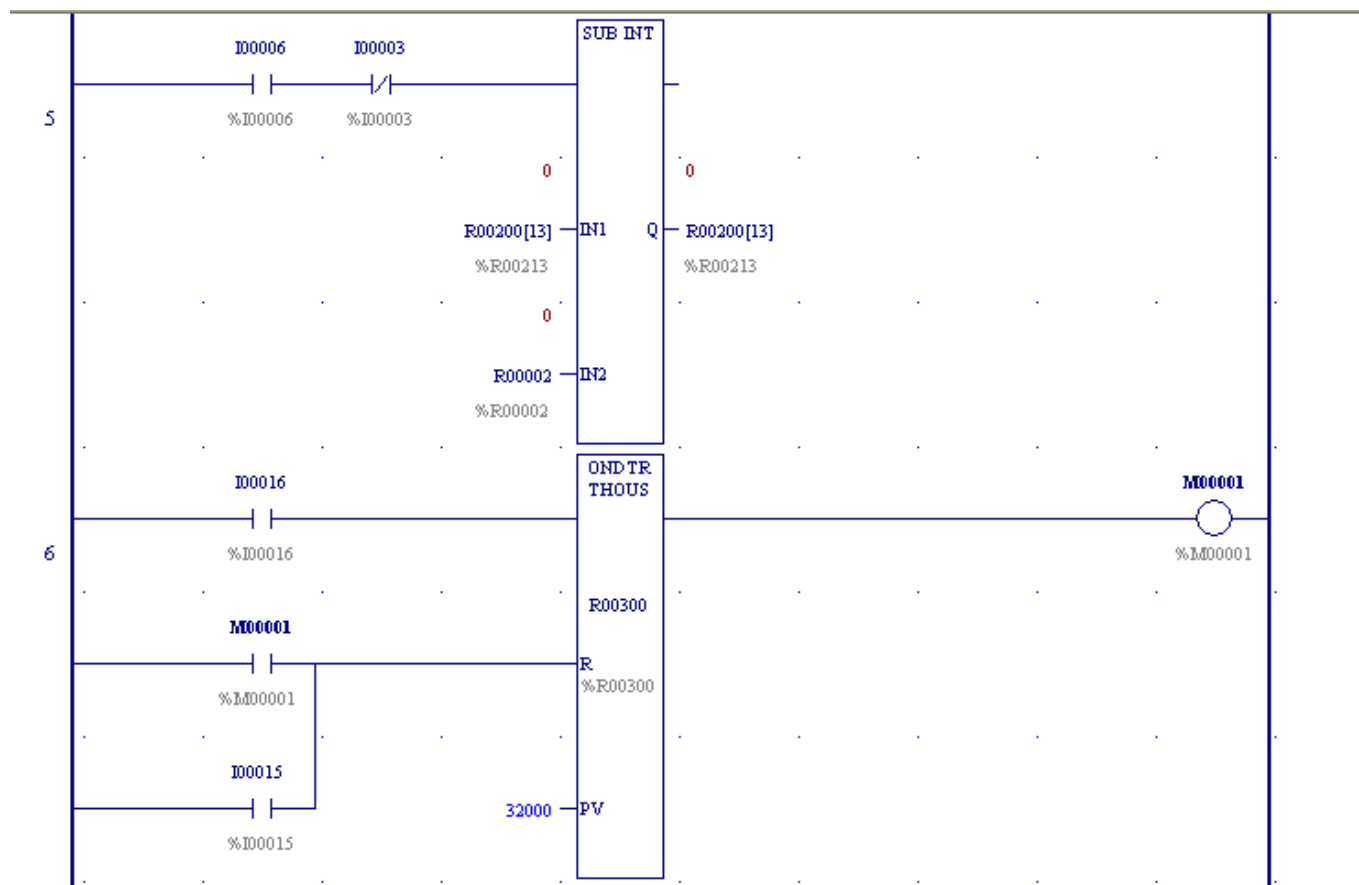 SUB INT
I00006 I00003
%I00006 %I00003
5
0 0
R00200[13] IN1 Q R00200[13]
%R00213 %R00213
0
R00002 IN2
%R00002
ONDTR
THOUS
I00016 M00001
%I00016 %M00001
6
R00300
M00001
R
%M00001 %R00300
I00015
32000 PV
%I00015